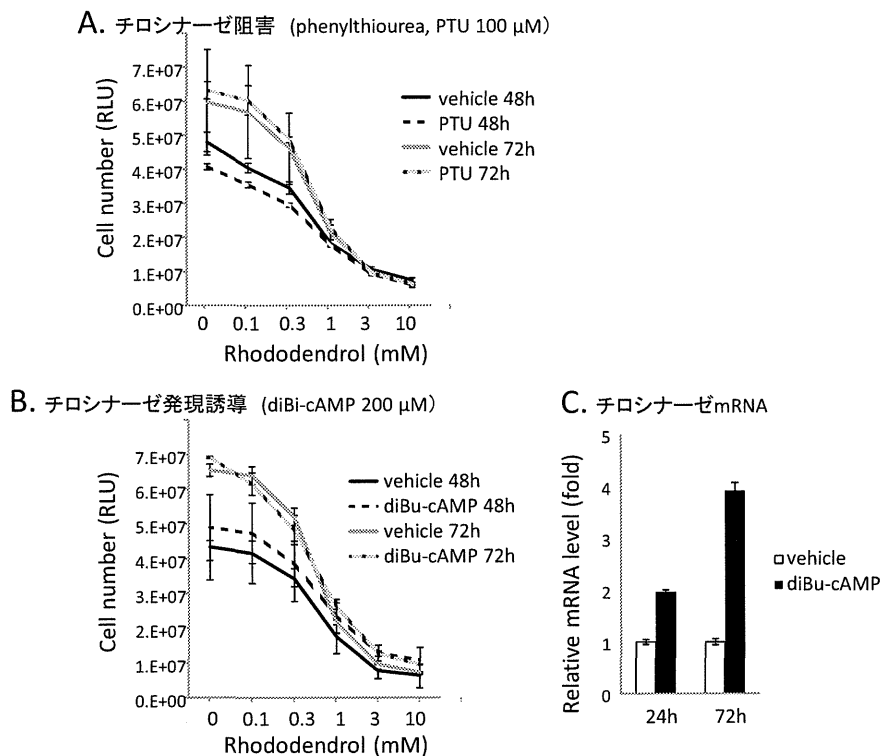 A. チロシナーゼ阻害 (phenylthiourea, PTU 100 μM)
7.E+07
6.E+07
5.E+07
4.E+07
3.E+07
2.E+07
1.E+07
0.E+00
Cell number (RLU)
0 0.1 0.3 1 3 10
Rhododendrol (mM)
vehicle 48h
PTU 48h
vehicle 72h
PTU 72h
B. チロシナーゼ発現誘導 (diBi-cAMP 200 μM)
7.E+07
6.E+07
5.E+07
4.E+07
3.E+07
2.E+07
1.E+07
0.E+00
Cell number (RLU)
0 0.1 0.3 1 3 10
Rhododendrol (mM)
vehicle 48h
diBu-cAMP 48h
vehicle 72h
diBu-cAMP 72h
C. チロシナーゼmRNA
5
4
3
2
1
0
Relative mRNA level (fold)
24h 72h
vehicle
diBu-cAMP